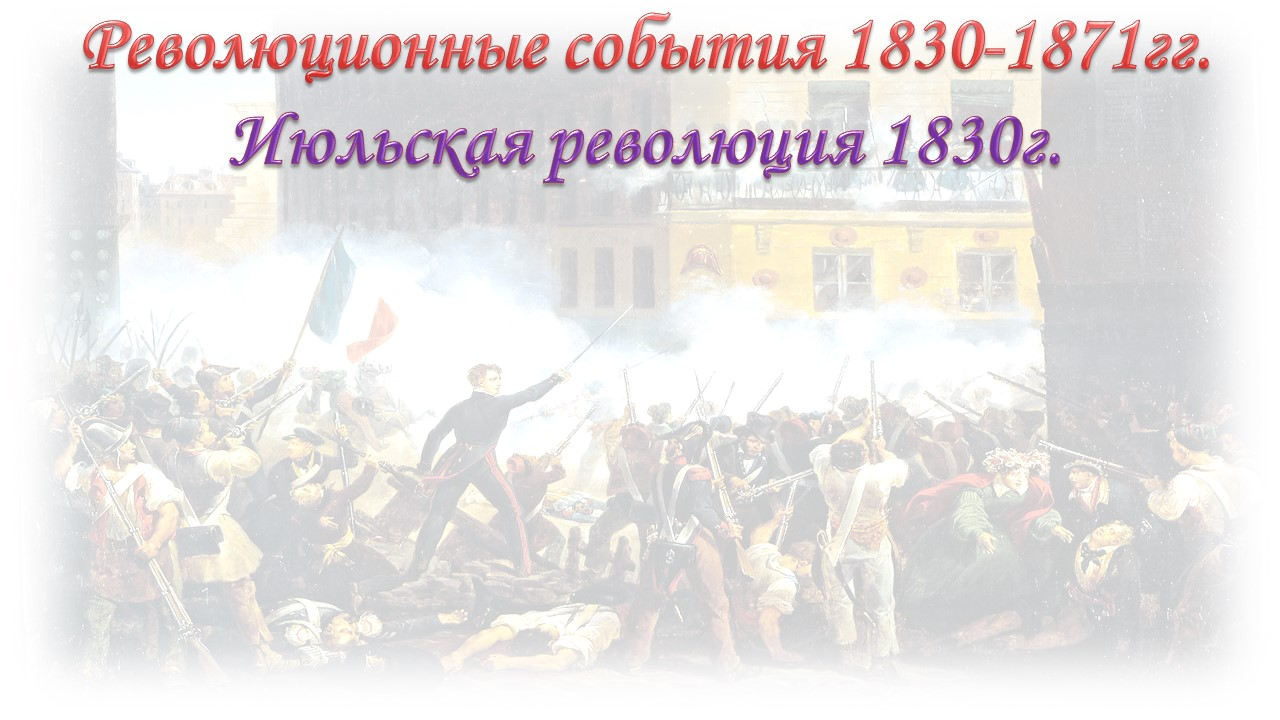 Революционные события 1830-1871гг.
Июльская революция 1830г.